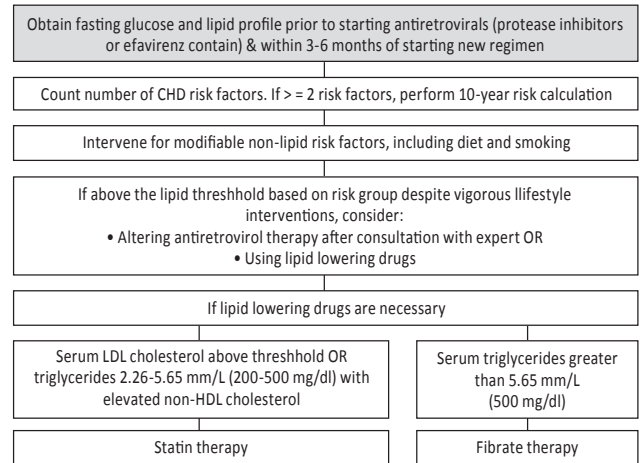 Obtain fasting glucose and lipid profile prior to starting antiretrovirals (protease inhibitors
or efavirenz contain) & within 3-6 months of starting new regimen
Count number of CHD risk factors. If > = 2 risk factors, perform 10-year risk calculation
Intervene for modifiable non-lipid risk factors, including diet and smoking
If above the lipid threshhold based on risk group despite vigorous llifestyle
interventions, consider:
• Altering antiretrovirol therapy after consultation with expert OR
• Using lipid lowering drugs
If lipid lowering drugs are necessary
Serum LDL cholesterol above threshhold OR
triglycerides 2.26-5.65 mm/L (200-500 mg/dl) with
elevated non-HDL cholesterol
Serum triglycerides greater
than 5.65 mm/L
(500 mg/dl)
Statin therapy
Fibrate therapy